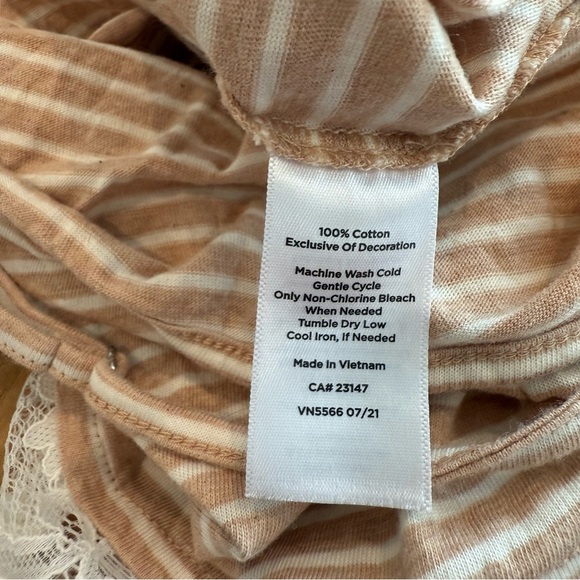 100% Cotton
Exclusive Of Decoration
Machine Wash Cold
Gentle Cycle
Only Non-Chlorine Bleach
When Needed
Tumble Dry Low
Cool Iron, If Needed
Made in Vietnam
CA# 23147
VN5566 07/21